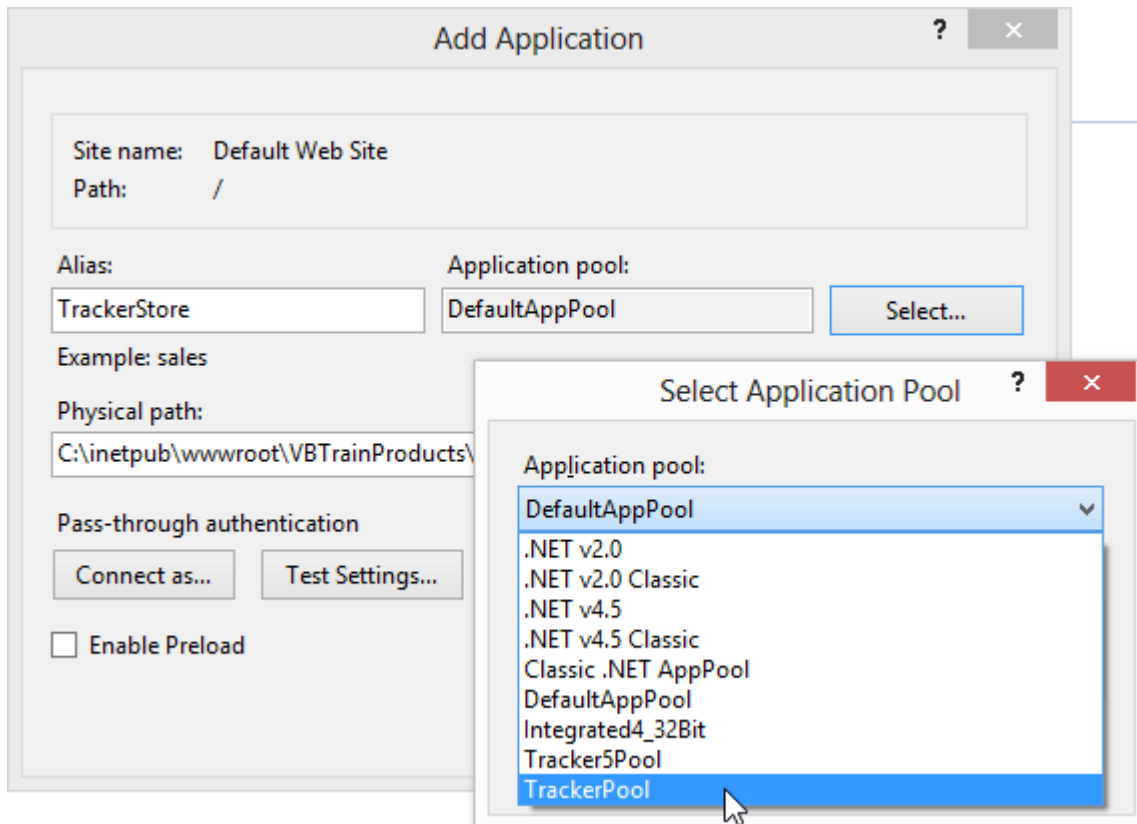 Add Application
?
Site name: Default Web Site
Path: /
Alias: Application pool:
TrackerStore DefaultAppPool Select...
Example: sales
Physical path:
C:\inetpub\wwwroot\VBTrainProducts\
Pass-through authentication
Connect as... Test Settings...
Enable Preload
Select Application Pool
?
Application pool:
DefaultAppPool
.NET v2.0
.NET v2.0 Classic
.NET v4.5
.NET v4.5 Classic
Classic .NET AppPool
DefaultAppPool
Integrated4_32Bit
Tracker5Pool
TrackerPool